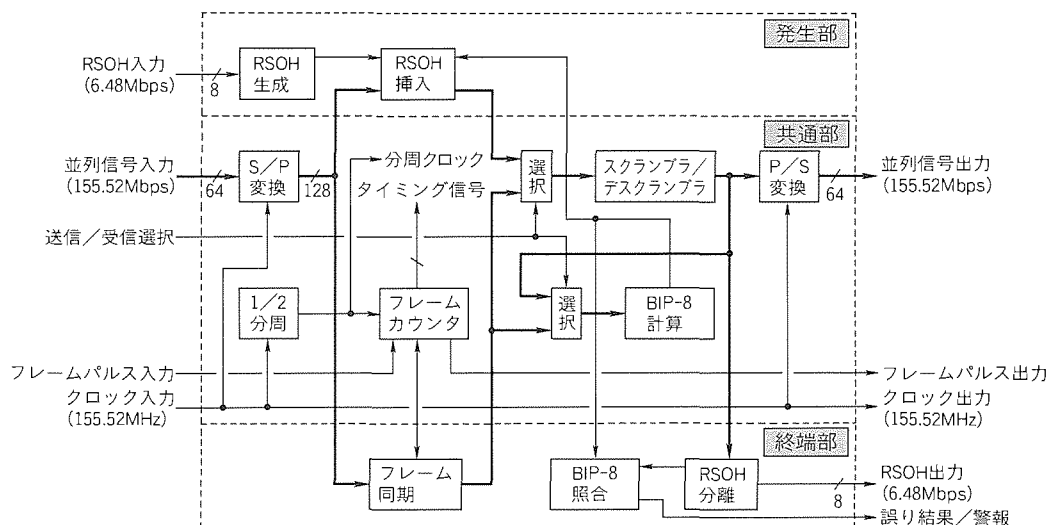 発生部
RSOH入力
(6.48Mbps)
8
RSOH
生成
RSOH
挿入
共通部
並列信号入力
(155.52Mbps)
64
S/P
変換
128
分周クロック
タイミング信号
選
択
スクランブラ/
デスクランブラ
P/S
変換
64
並列信号出力
(155.52Mbps)
送信/受信選択
1/2
分周
フレーム
カウンタ
選
択
BIP-8
計算
フレームパルス入力
フレームパルス出力
クロック入力
(155.52MHz)
クロック出力
(155.52MHz)
終端部
フレーム
同期
BIP-8
照合
RSOH
分離
8
RSOH出力
(6.48Mbps)
誤り結果/警報